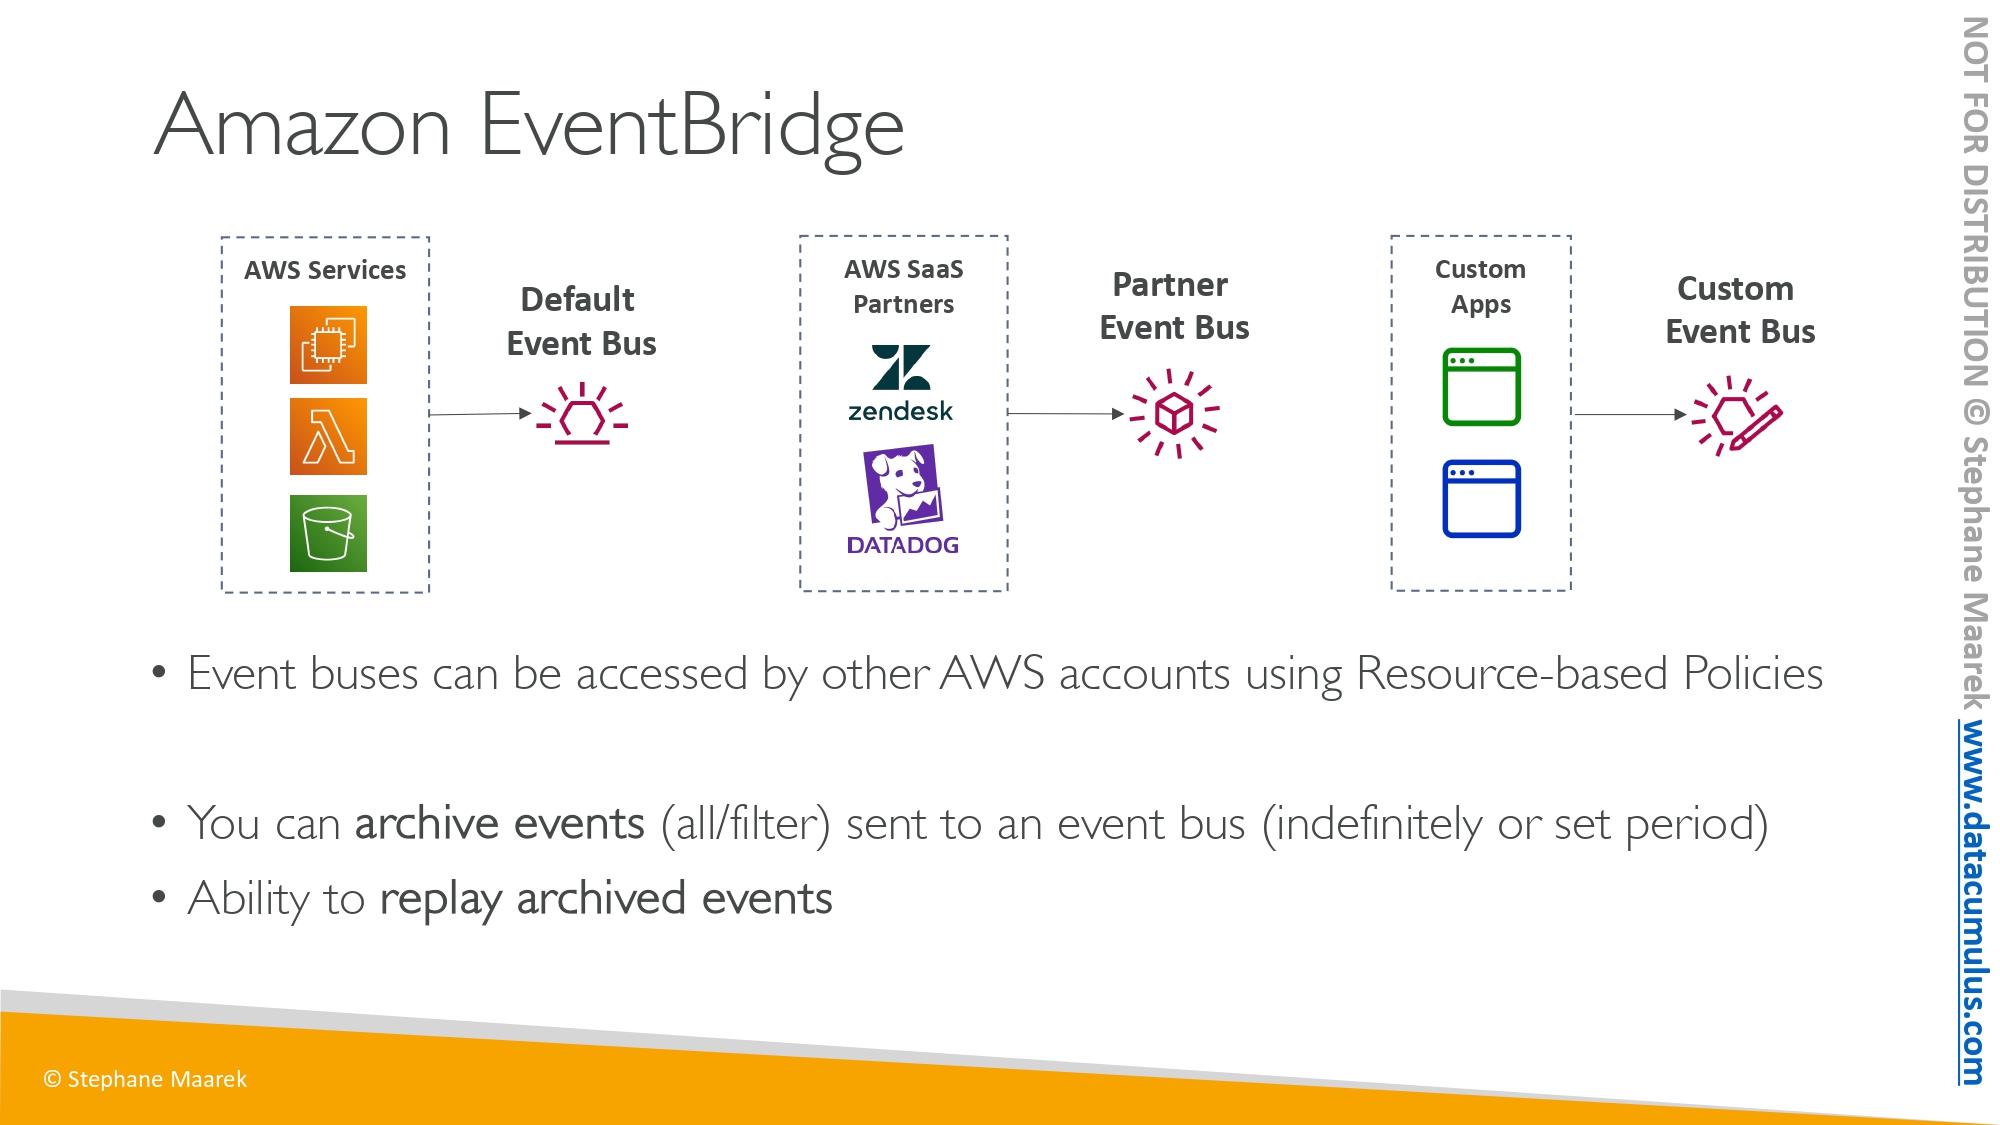 Amazon EventBridge
AWS Services
Default
Event Bus
AWS SaaS
Partners
zendesk
DATADOG
Partner
Event Bus
Custom
Apps
Custom
Event Bus
• Event buses can be accessed by other AWS accounts using Resource-based Policies
• You can archive events (all/filter) sent to an event bus (indefinitely or set period)
• Ability to replay archived events
© Stephane Maarek
NOT FOR DISTRIBUTION © Stephane Maarek www.datacumulus.com